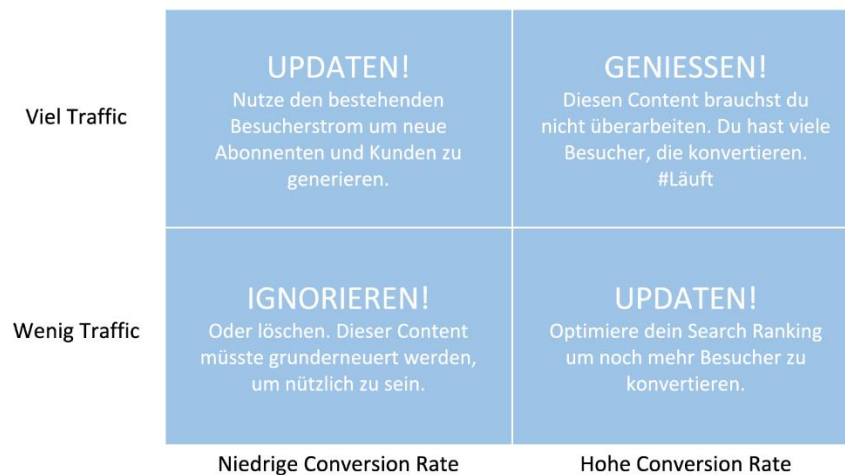 Viel Traffic
UPDATEN!
Nutze den bestehenden
Besucherstrom um neue
Abonnenten und Kunden zu
generieren.
GENIESSEN!
Diesen Content brauchst du
nicht überarbeiten. Du hast viele
Besucher, die konvertieren.
#Läuft
Wenig Traffic
IGNORIEREN!
Oder löschen. Dieser Content
müsste grunderneuert werden,
um nützlich zu sein.
UPDATEN!
Optimiere dein Search Ranking
um noch mehr Besucher zu
konvertieren.
Niedrige Conversion Rate
Hohe Conversion Rate